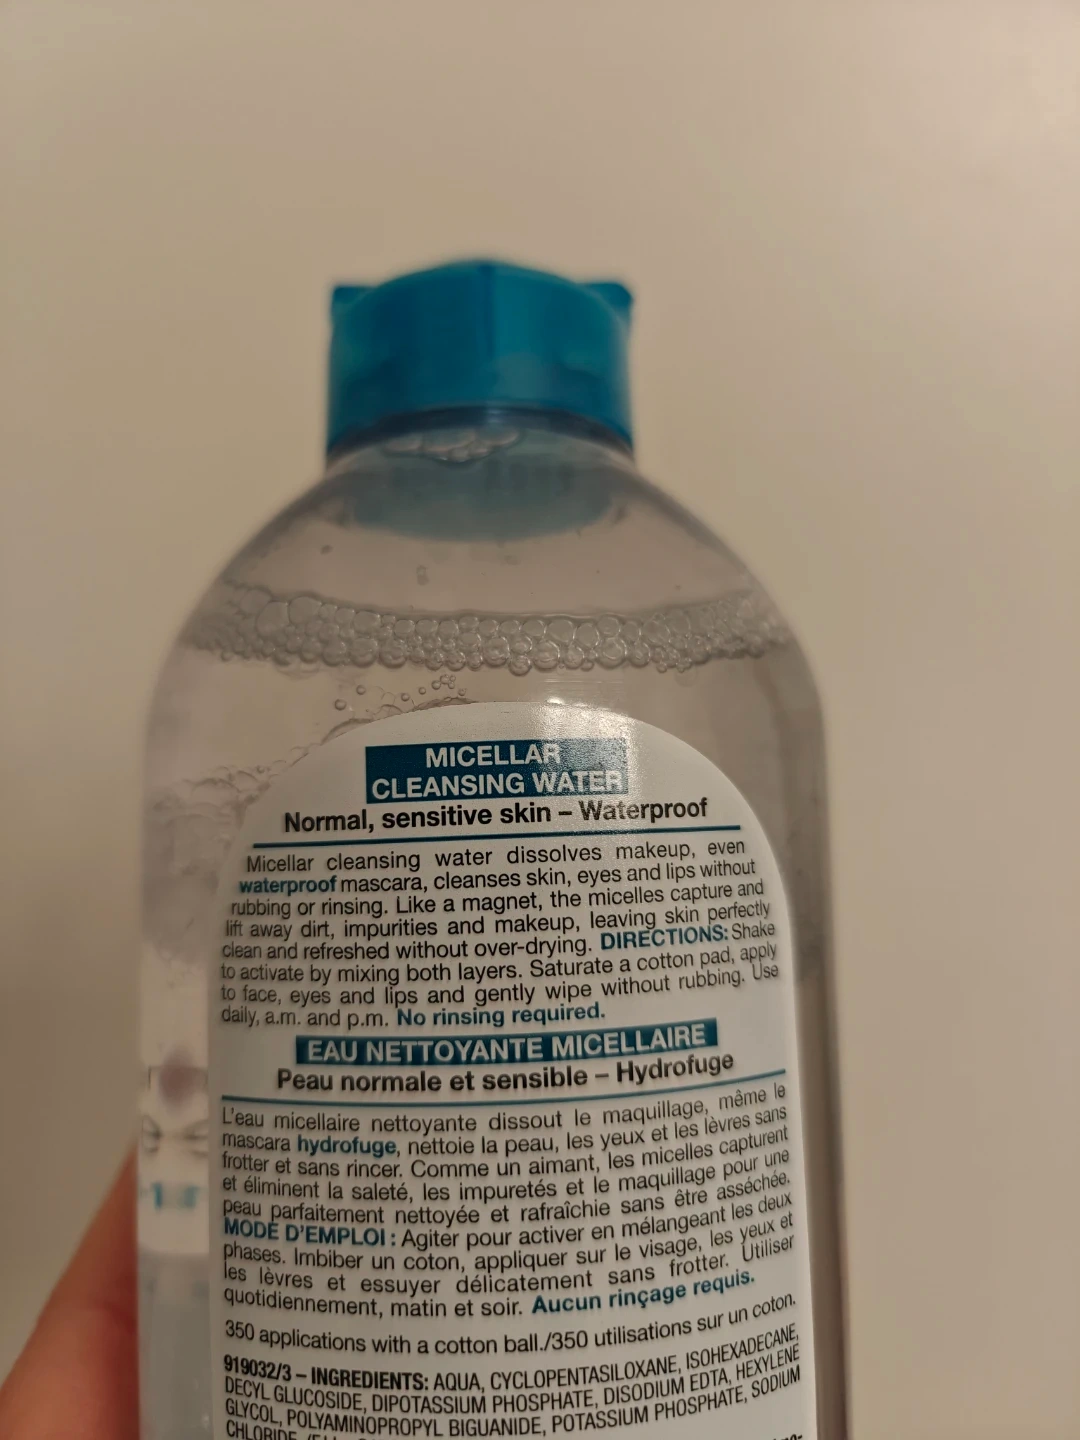 MICELLAR
CLEANSING WATER
Normal, sensitive skin – Waterproof
Micellar cleansing water dissolves makeup, even
waterproof mascara, cleanses skin, eyes and lips without
rubbing or rinsing. Like a magnet, the micelles capture and
lift away dirt, impurities and makeup, leaving skin perfectly
clean and refreshed without over-drying. DIRECTIONS: Shake
to activate by mixing both layers. Saturate a cotton pad, apply
to face, eyes and lips and gently wipe without rubbing. Use
daily, a.m. and p.m. No rinsing required.
EAU NETTOYANTE MICELLAIRE
Peau normale et sensible – Hydrofuge
L'eau micellaire nettoyante dissout le maquillage, même le
mascara hydrofuge, nettoie la peau, les yeux et les lèvres sans
frotter et sans rincer. Comme un aimant, les micelles capturent
et éliminent la saleté, les impuretés et le maquillage pour une
peau parfaitement nettoyée et rafraîchie sans être asséchée.
MODE D'EMPLOI : Agiter pour activer en mélangeant les deux
phases. Imbiber un coton, appliquer sur le visage, les yeux et
les lèvres et essuyer délicatement sans frotter. Utiliser
quotidiennement, matin et soir. Aucun rinçage requis.
350 applications with a cotton ball./350 utilisations sur un coton.
919032/3 – INGREDIENTS: AQUA, CYCLOPENTASILOXANE, ISOHEXADECANE,
DECYL GLUCOSIDE, DIPOTASSIUM PHOSPHATE, DISODIUM EDTA, HEXYLENE
GLYCOL, POLYAMINOPROPYL BIGUANIDE, POTASSIUM PHOSPHATE, SODIUM
CHLORIDE